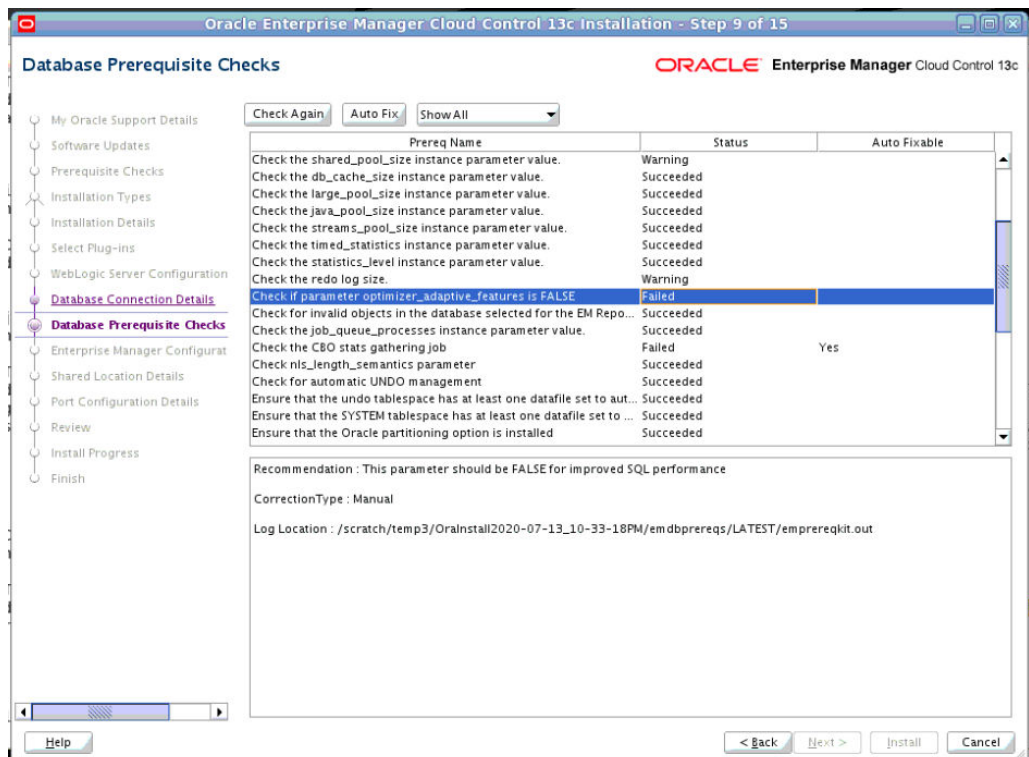 Oracle Enterprise Manager Cloud Control 13c Installation - Step 9 of 15
Database Prerequisite Checks
ORACLE Enterprise Manager Cloud Control 13c
My Oracle Support Details
Software Updates
Prerequisite Checks
Installation Types
Installation Details
Select Plug-ins
WebLogic Server Configuration
Database Connection Details
Database Prerequisite Checks
Enterprise Manager Configurat
Shared Location Details
Port Configuration Details
Review
Install Progress
Finish
Check Again Auto Fix Show All
Prereq Name Status Auto Fixable
Check the shared_pool_size instance parameter value. Warning
Check the db_cache_size instance parameter value. Succeeded
Check the large_pool_size instance parameter value. Succeeded
Check the java_pool_size instance parameter value. Succeeded
Check the streams_pool_size instance parameter value. Succeeded
Check the timed_statistics instance parameter value. Succeeded
Check the statistics_level instance parameter value. Succeeded
Check the redo log size. Warning
Check if parameter optimizer_adaptive_features is FALSE Failed
Check for invalid objects in the database selected for the EM Repo... Succeeded
Check the job_queue_processes instance parameter value. Succeeded
Check the CBO stats gathering job Failed Yes
Check nls_length_semantics parameter Succeeded
Check for automatic UNDO management Succeeded
Ensure that the undo tablespace has at least one datafile set to aut... Succeeded
Ensure that the SYSTEM tablespace has at least one datafile set to ... Succeeded
Ensure that the Oracle partitioning option is installed Succeeded
Recommendation : This parameter should be FALSE for improved SQL performance
CorrectionType : Manual
Log Location : /scratch/temp3/OraInstall2020-07-13_10-33-18PM/emdbprereqs/LATEST/emprereqkit.out
Help < Back Next > Install Cancel